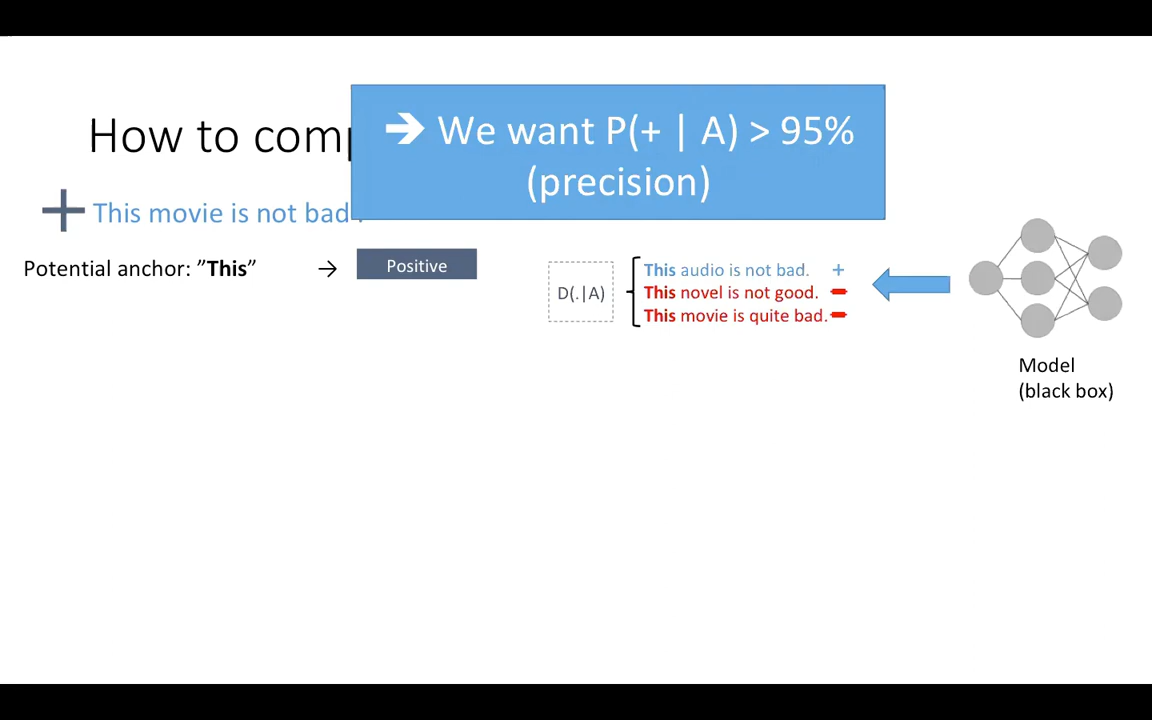 How to comp
➔ We want P(+ | A) > 95%
(precision)
+ This movie is not bad .
Potential anchor: ”This” → Positive
D(.|A)
This audio is not bad. +
This novel is not good. -
This movie is quite bad. -
Model
(black box)